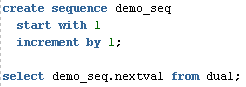 create sequence demo_seq
start with 1
increment by 1;
select demo_seq.nextval from dual;